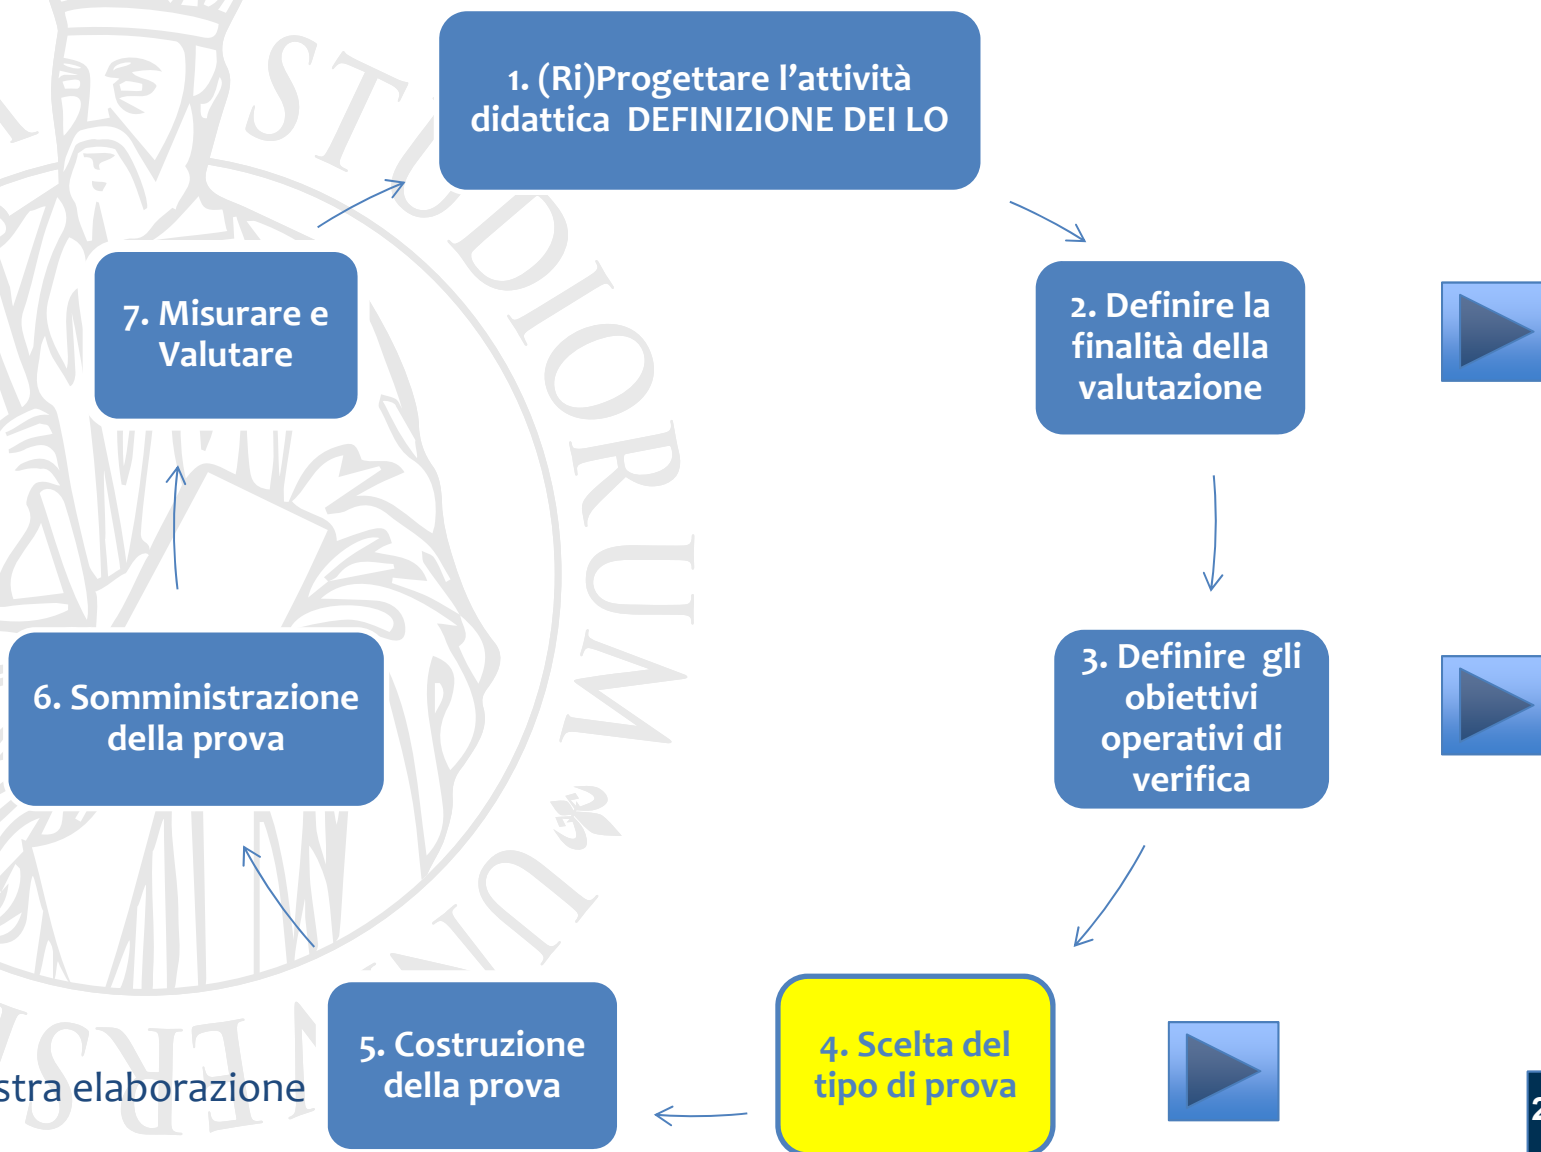 1. (Ri)Progettare l’attività
didattica DEFINIZIONE DEI LO
2. Definire la
finalità della
valutazione
3. Definire gli
obiettivi
operativi di
verifica
4. Scelta del
tipo di prova
5. Costruzione
della prova
6. Somministrazione
della prova
7. Misurare e
Valutare
stra elaborazione
2
STUDIORUM